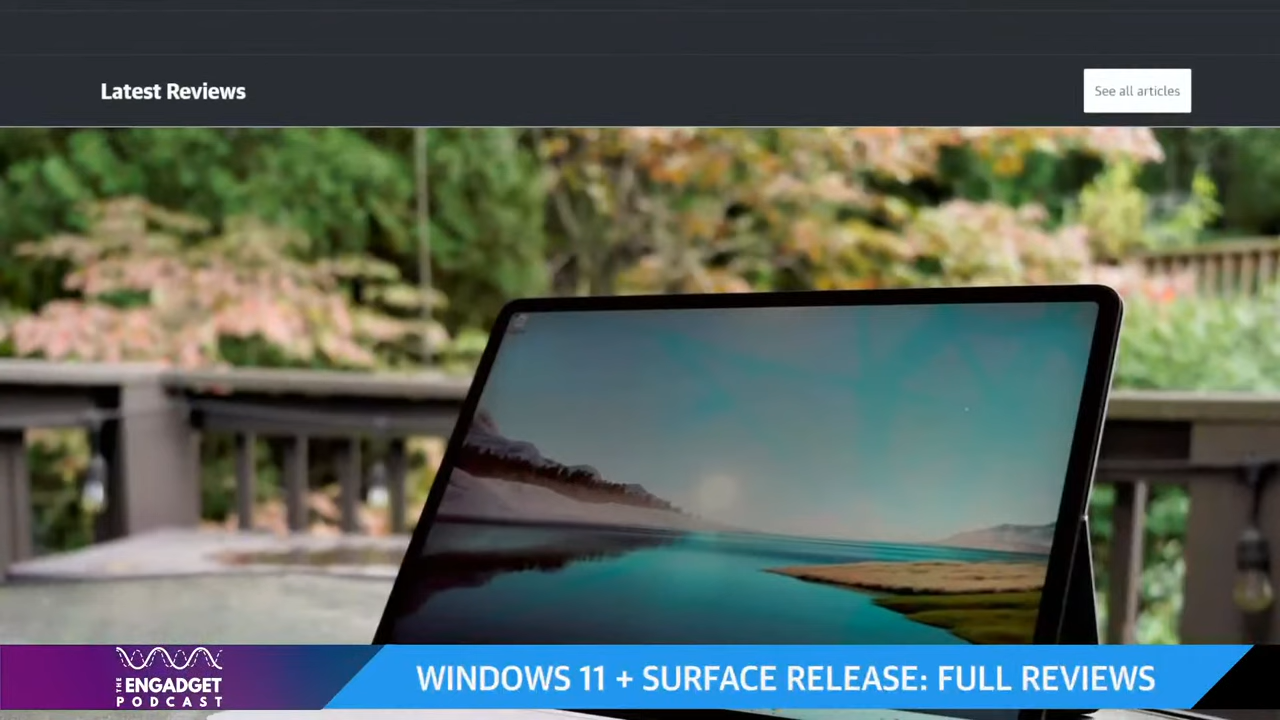 Latest Reviews
See all articles
THE
ENGADGET
PODCAST
WINDOWS 11 + SURFACE RELEASE: FULL REVIEWS